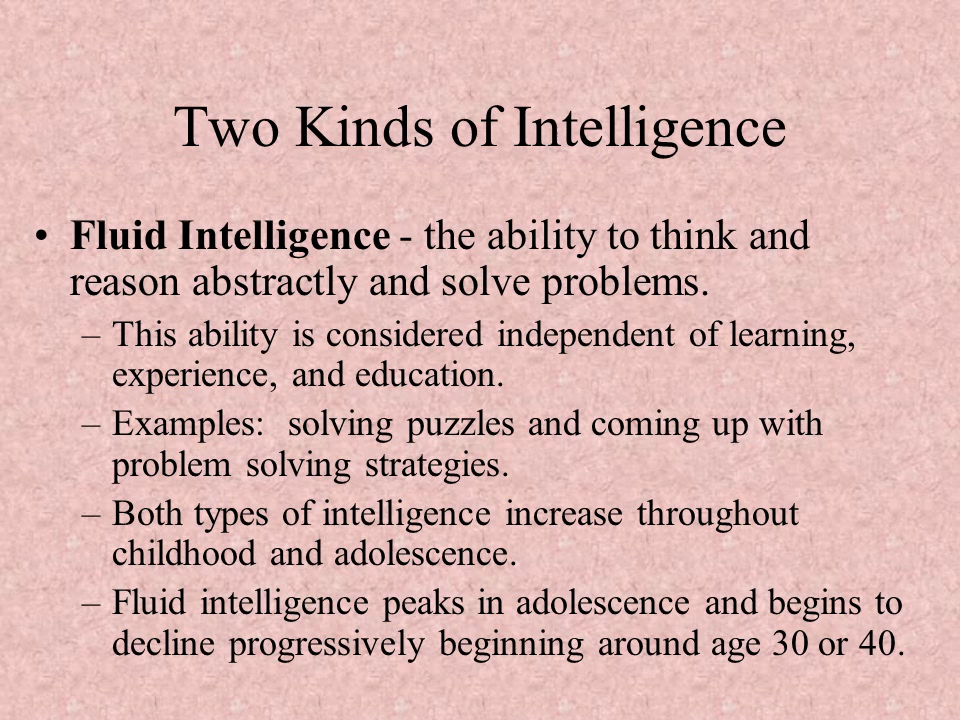 Two Kinds of Intelligence
• Fluid Intelligence - the ability to think and
reason abstractly and solve problems.
–This ability is considered independent of learning,
experience, and education.
–Examples:  solving puzzles and coming up with
problem solving strategies.
–Both types of intelligence increase throughout
childhood and adolescence.
–Fluid intelligence peaks in adolescence and begins to
decline progressively beginning around age 30 or 40.